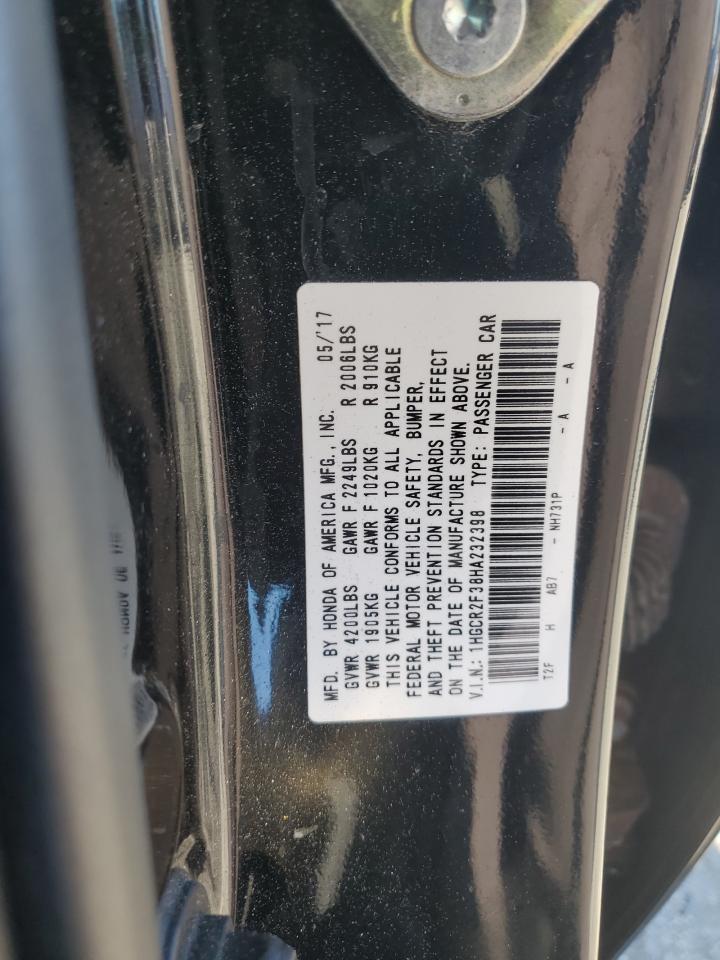 MFD. BY HONDA OF AMERICA MFG., INC. 05/'17
GVWR 4200LBS GAWR F 2249LBS R 2006LBS
GVWR 1905KG GAWR F 1020KG R 910KG
THIS VEHICLE CONFORMS TO ALL APPLICABLE
FEDERAL MOTOR VEHICLE SAFETY, BUMPER,
AND THEFT PREVENTION STANDARDS IN EFFECT
ON THE DATE OF MANUFACTURE SHOWN ABOVE.
V.I.N.: 1HGCR2F38HA232398 TYPE: PASSENGER CAR
T2F H AB7 - NH731P - A - A